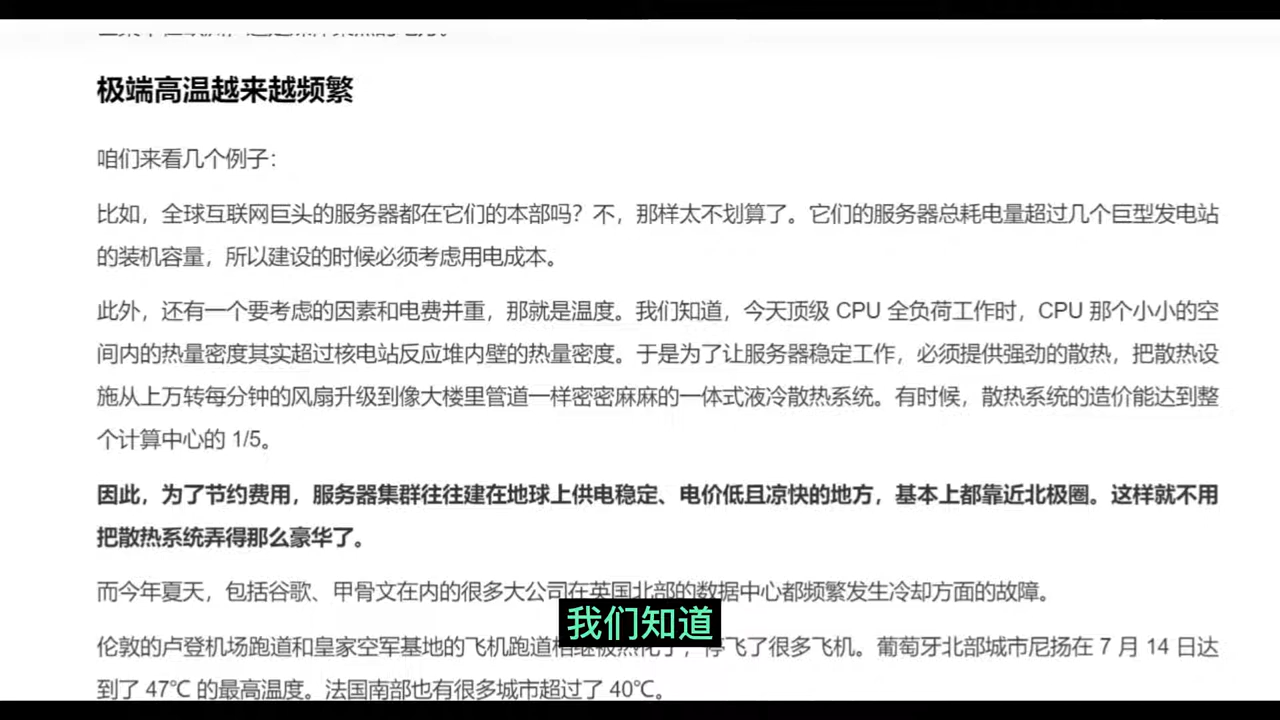 极端高温越来越频繁
咱们来看几个例子：
比如，全球互联网巨头的服务器都在它们的本部吗？不，那样太不划算了。它们的服务器总耗电量超过几个巨型发电站
的装机容量，所以建设的时候必须考虑用电成本。
此外，还有一个要考虑的因素和电费并重，那就是温度。我们知道，今天顶级 CPU 全负荷工作时，CPU 那个小小的空
间内的热量密度其实超过核电站反应堆内壁的热量密度。于是为了让服务器稳定工作，必须提供强劲的散热，把散热设
施从上万转每分钟的风扇升级到像大楼里管道一样密密麻麻的一体式液冷散热系统。有时候，散热系统的造价能达到整
个计算中心的 1/5。
因此，为了节约费用，服务器集群往往建在地球上供电稳定、电价低且凉快的地方，基本上都靠近北极圈。这样就不用
把散热系统弄得那么豪华了。
而今年夏天，包括谷歌、甲骨文在内的很多大公司在英国北部的数据中心都频繁发生冷却方面的故障。
我们知道
伦敦的卢登机场跑道和皇家空军基地的飞机跑道，停飞了很多飞机。葡萄牙北部城市尼扬在 7 月 14 日达
到了 47℃ 的最高温度。法国南部也有很多城市超过了 40℃。